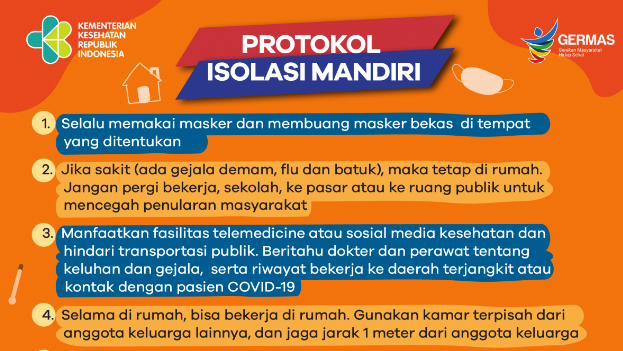 KEMENTERIAN
KESEHATAN
REPUBLIK
INDONESIA
GERMAS
Gerakan Masyarakat
Hidup Sehat
PROTOKOL
ISOLASI MANDIRI
1. Selalu memakai masker dan membuang masker bekas di tempat
yang ditentukan
2. Jika sakit (ada gejala demam, flu dan batuk), maka tetap di rumah.
Jangan pergi bekerja, sekolah, ke pasar atau ke ruang publik untuk
mencegah penularan masyarakat
3. Manfaatkan fasilitas telemedicine atau sosial media kesehatan dan
hindari transportasi publik. Beritahu dokter dan perawat tentang
keluhan dan gejala, serta riwayat bekerja ke daerah terjangkit atau
kontak dengan pasien COVID-19
4. Selama di rumah, bisa bekerja di rumah. Gunakan kamar terpisah dari
anggota keluarga lainnya, dan jaga jarak 1 meter dari anggota keluarga